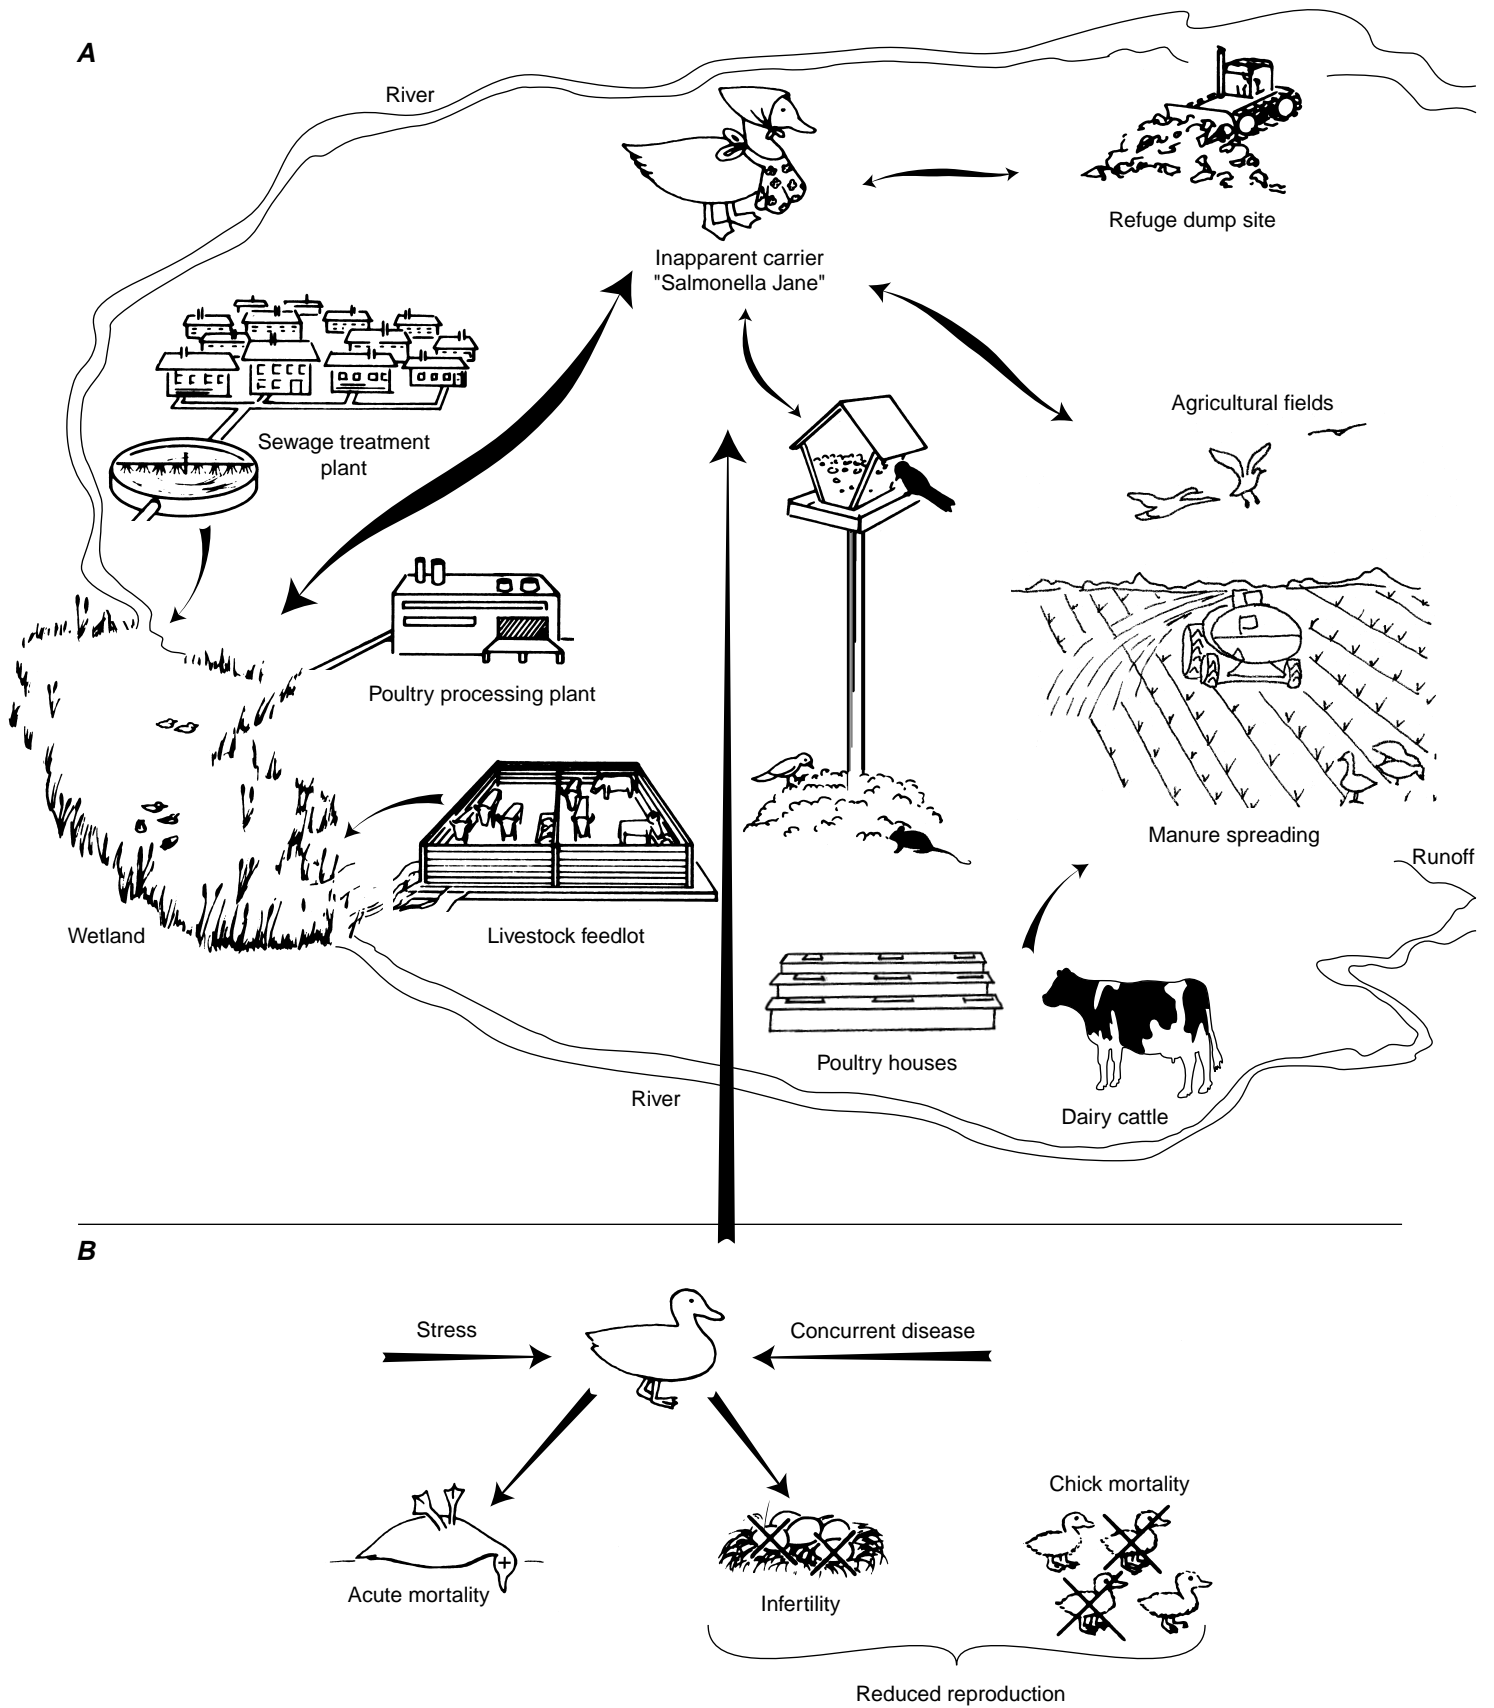 A
River
Refuge dump site
Inapparent carrier
"Salmonella Jane"
Agricultural fields
Sewage treatment
plant
Poultry processing plant
Manure spreading
Runoff
Wetland
Livestock feedlot
Poultry houses
River
Dairy cattle
B
Stress
Concurrent disease
Chick mortality
Acute mortality
Infertility
Reduced reproduction